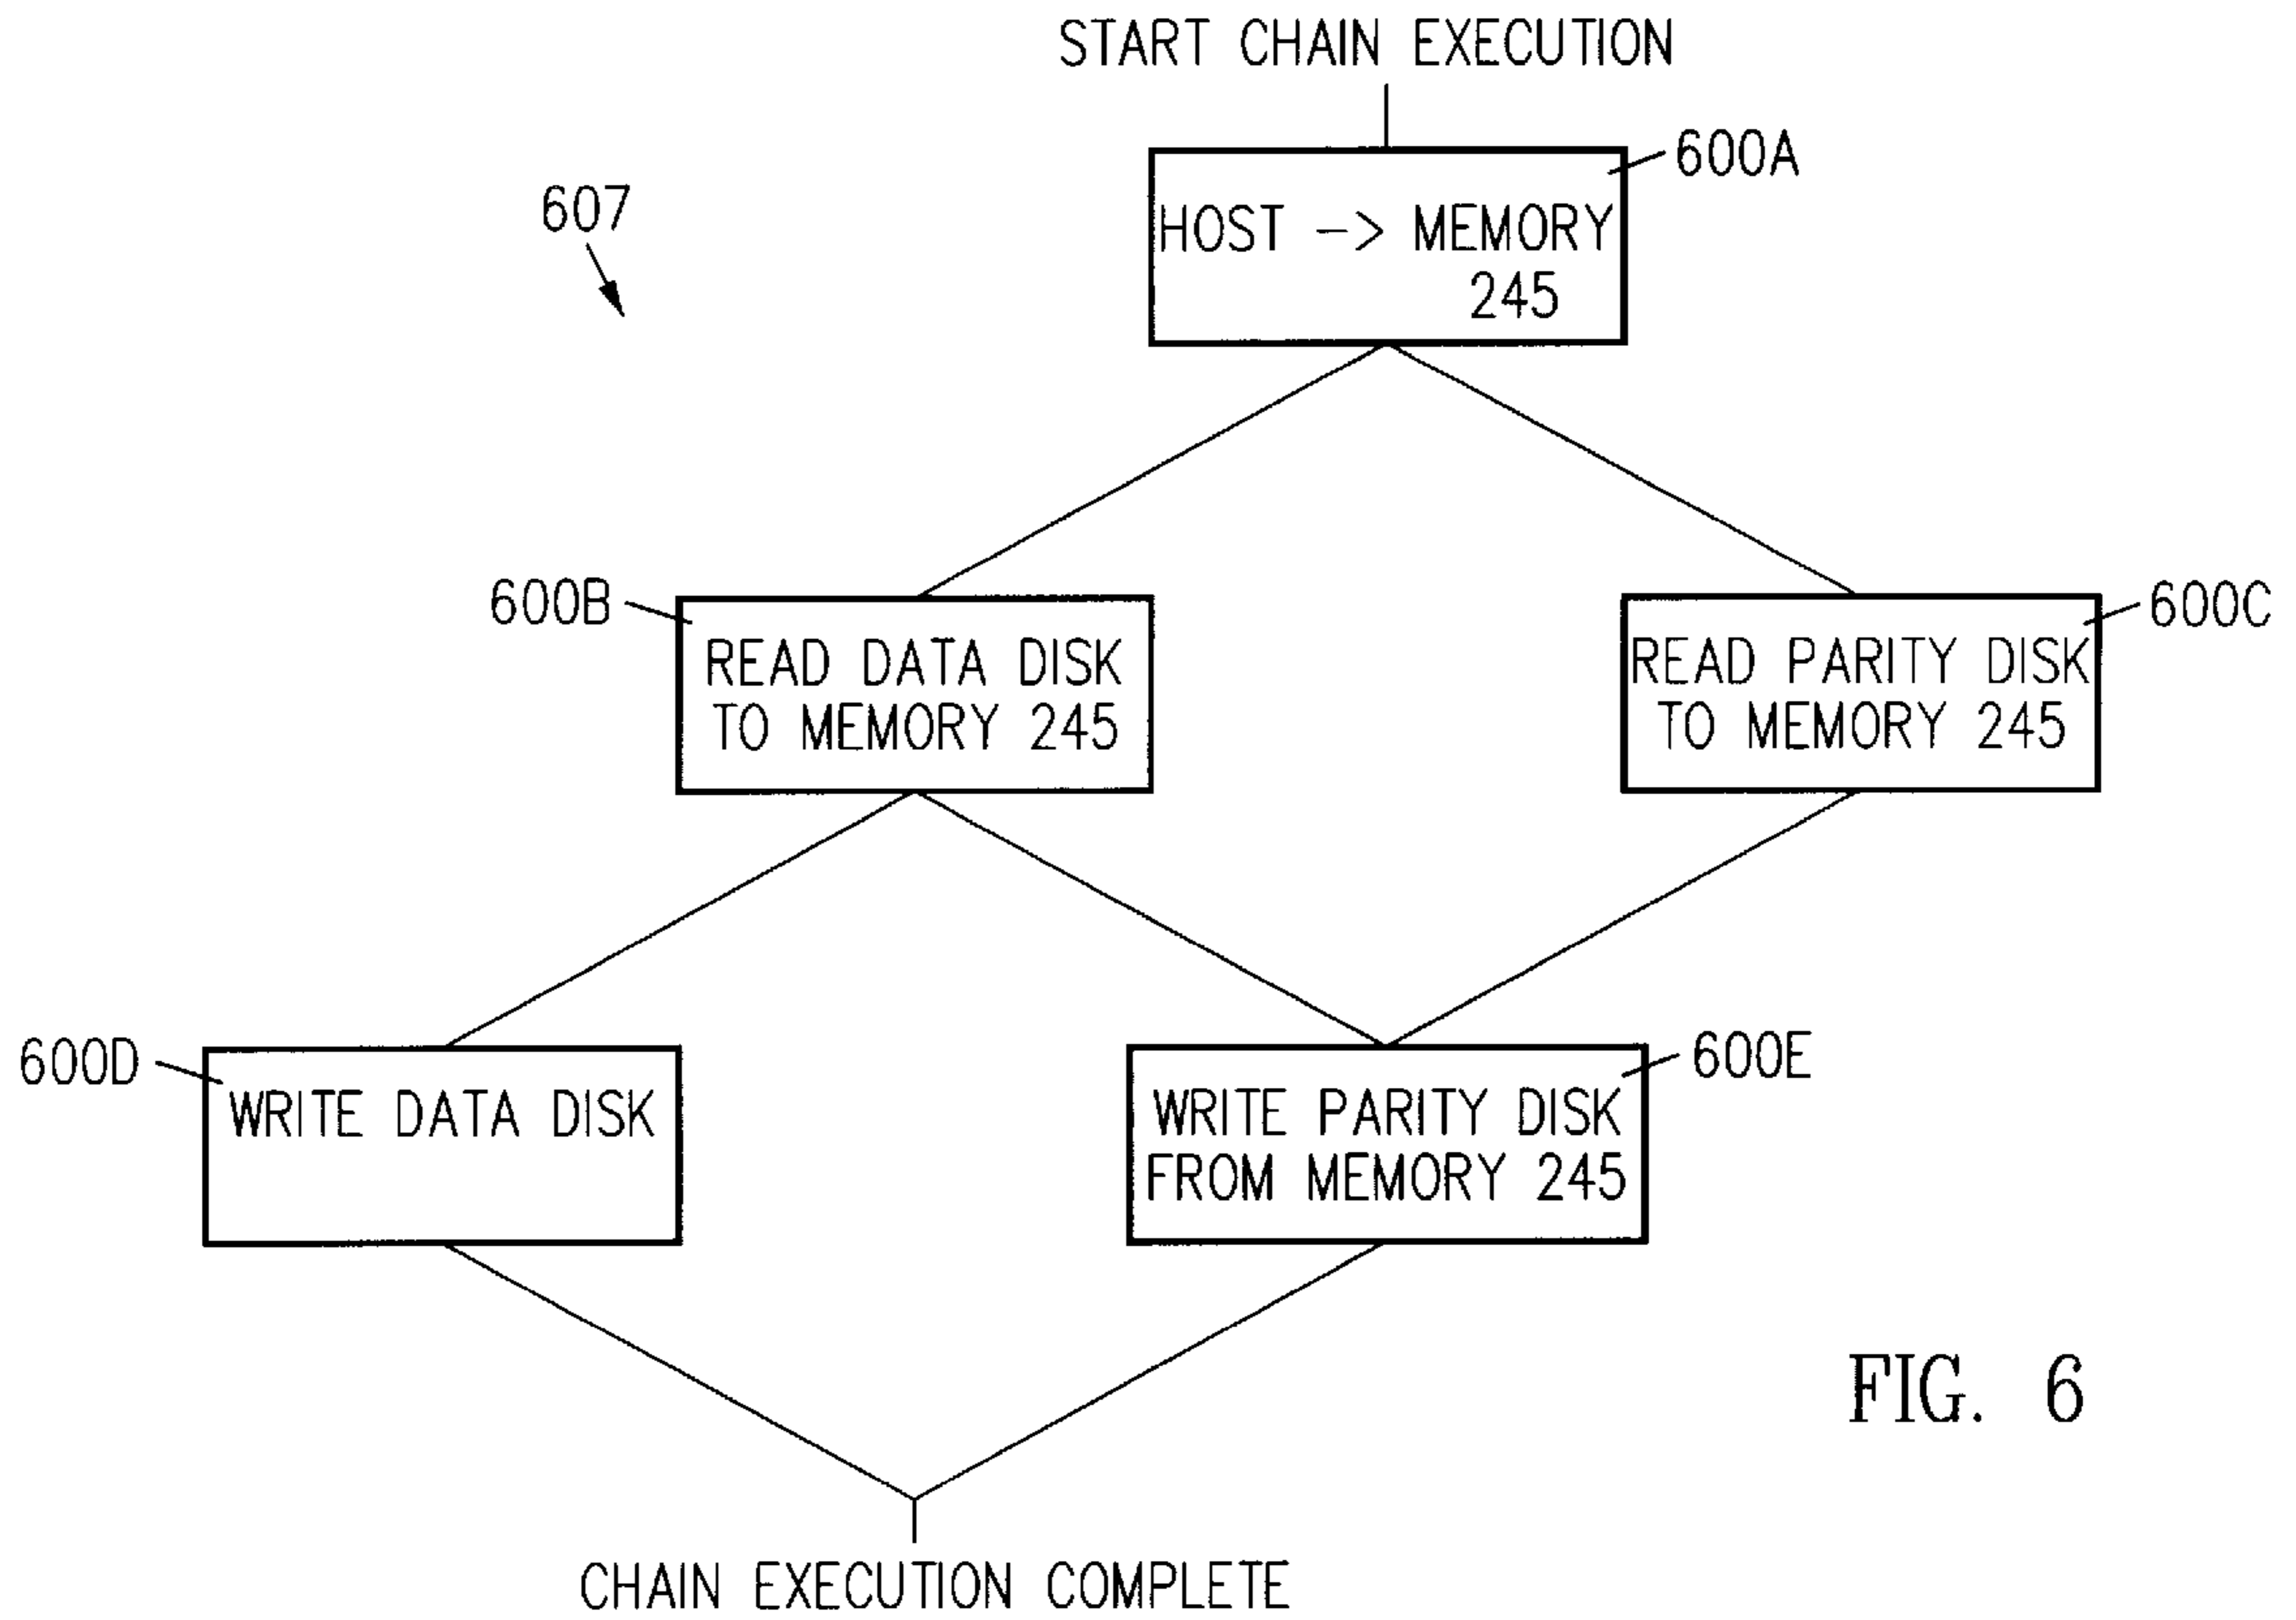 START CHAIN EXECUTION
600A
HOST -> MEMORY
245
607
600B
READ DATA DISK
TO MEMORY 245
600C
READ PARITY DISK
TO MEMORY 245
600D
WRITE DATA DISK
600E
WRITE PARITY DISK
FROM MEMORY 245
CHAIN EXECUTION COMPLETE
FIG. 6